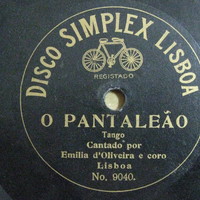 DISCO SIMPLEX LISBOA
REGISTADO
O PANTALEÃO
Tango
Cantado por
Emilia d'Oliveira e coro
Lisboa
No. 9040.